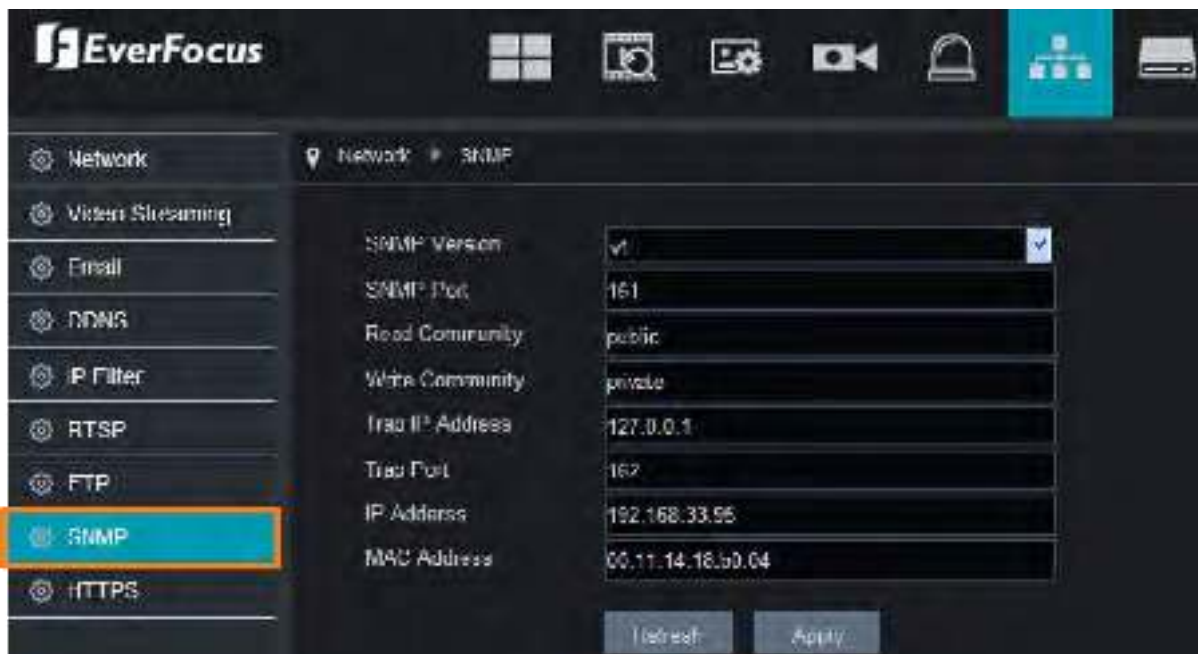 EverFocus
Network
Video Streaming
Email
DDNS
IP Filter
RTSP
FTP
SNMP
HTTPS
Network SNMP
SNMP Version v1
SNMP Port 161
Read Community public
Write Community private
Trap IP Address 127.0.0.1
Trap Port 162
IP Adderss 192.168.33.95
MAC Address 00.11.14.18.b0.04
Refresh Apply